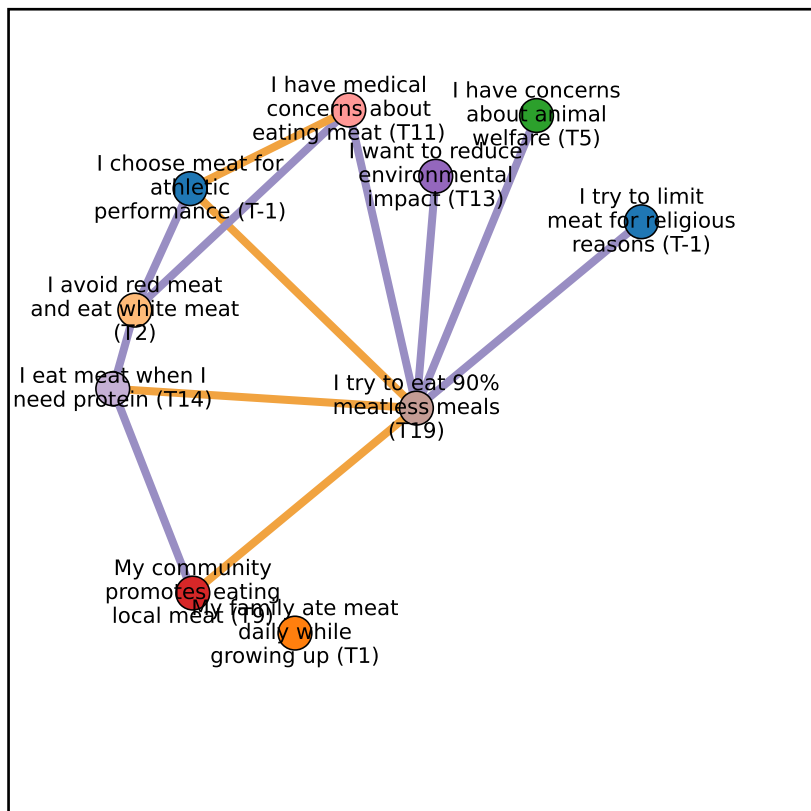 I have medical
concerns about
eating meat (T11)
I have concerns
about animal
welfare (T5)
I want to reduce
environmental
impact (T13)
I choose meat for
athletic
performance (T-1)
I try to limit
meat for religious
reasons (T-1)
I avoid red meat
and eat white meat
(T2)
I eat meat when I
need protein (T14)
I try to eat 90%
meatless meals
(T19)
My community
promotes eating
local meat (T9)
My family ate meat
daily while
growing up (T1)